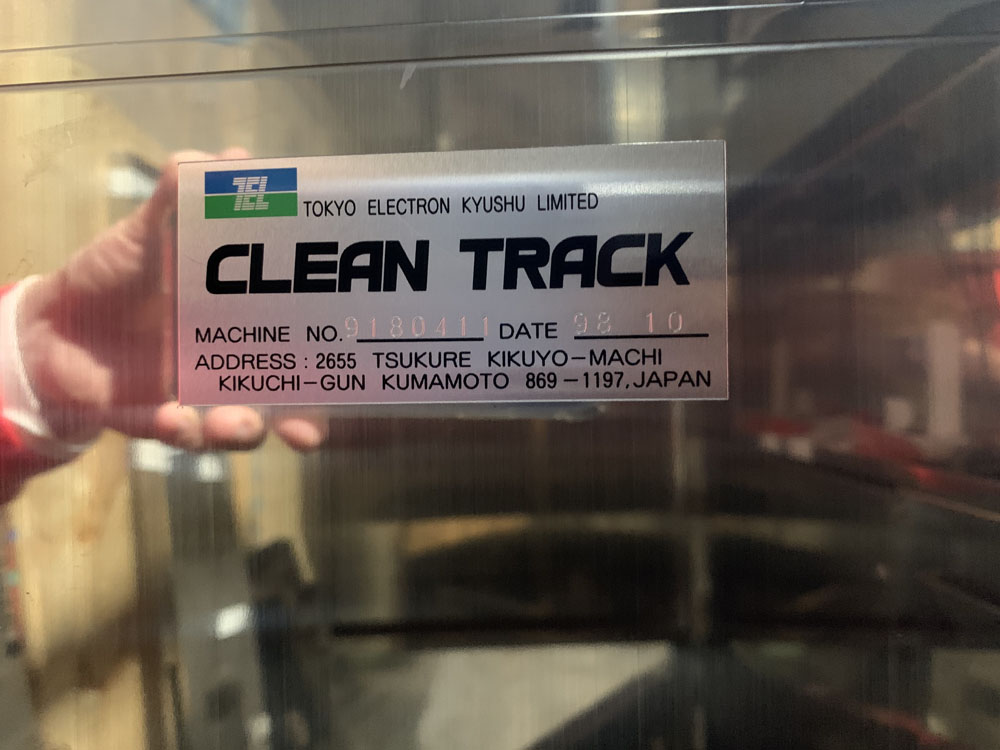 TEL
TOKYO ELECTRON KYUSHU LIMITED
CLEAN TRACK
MACHINE NO. 9180411 DATE 98 10
ADDRESS : 2655 TSUKURE KIKUYO-MACHI
KIKUCHI-GUN KUMAMOTO 869-1197, JAPAN